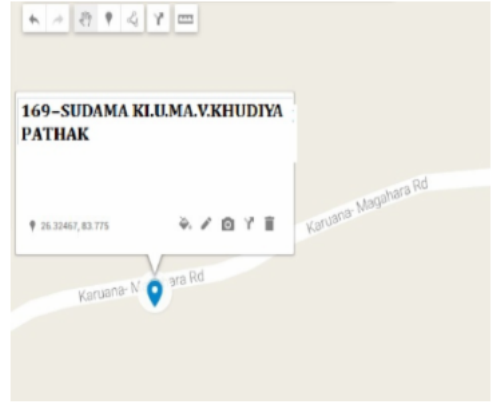 169-SUDAMA KI.U.MA.V.KHUDIYA
PATHAK
26.32467, 83.775
Karuana- Magahara Rd
Karuana- M ara Rd